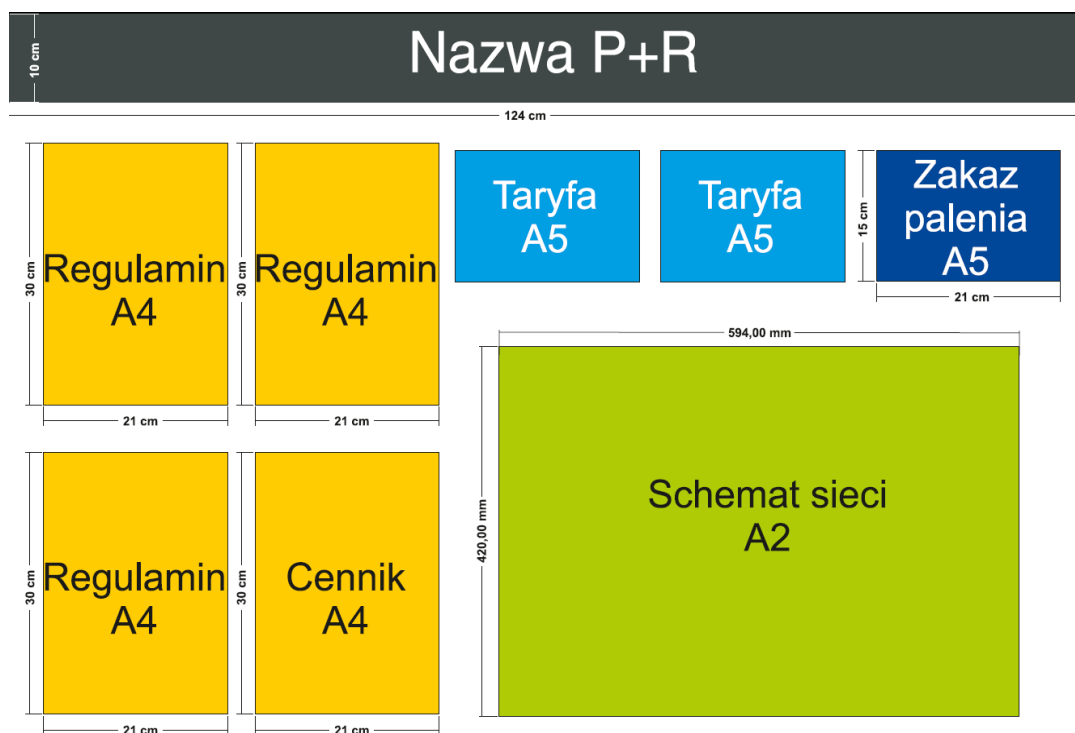 Nazwa P+R
10 cm
124 cm
Regulamin
A4
30 cm
21 cm
Regulamin
A4
30 cm
21 cm
Taryfa
A5
Taryfa
A5
Zakaz
palenia
A5
15 cm
21 cm
594,00 mm
420,00 mm
Schemat sieci
A2
Regulamin
A4
30 cm
21 cm
Cennik
A4
30 cm
21 cm